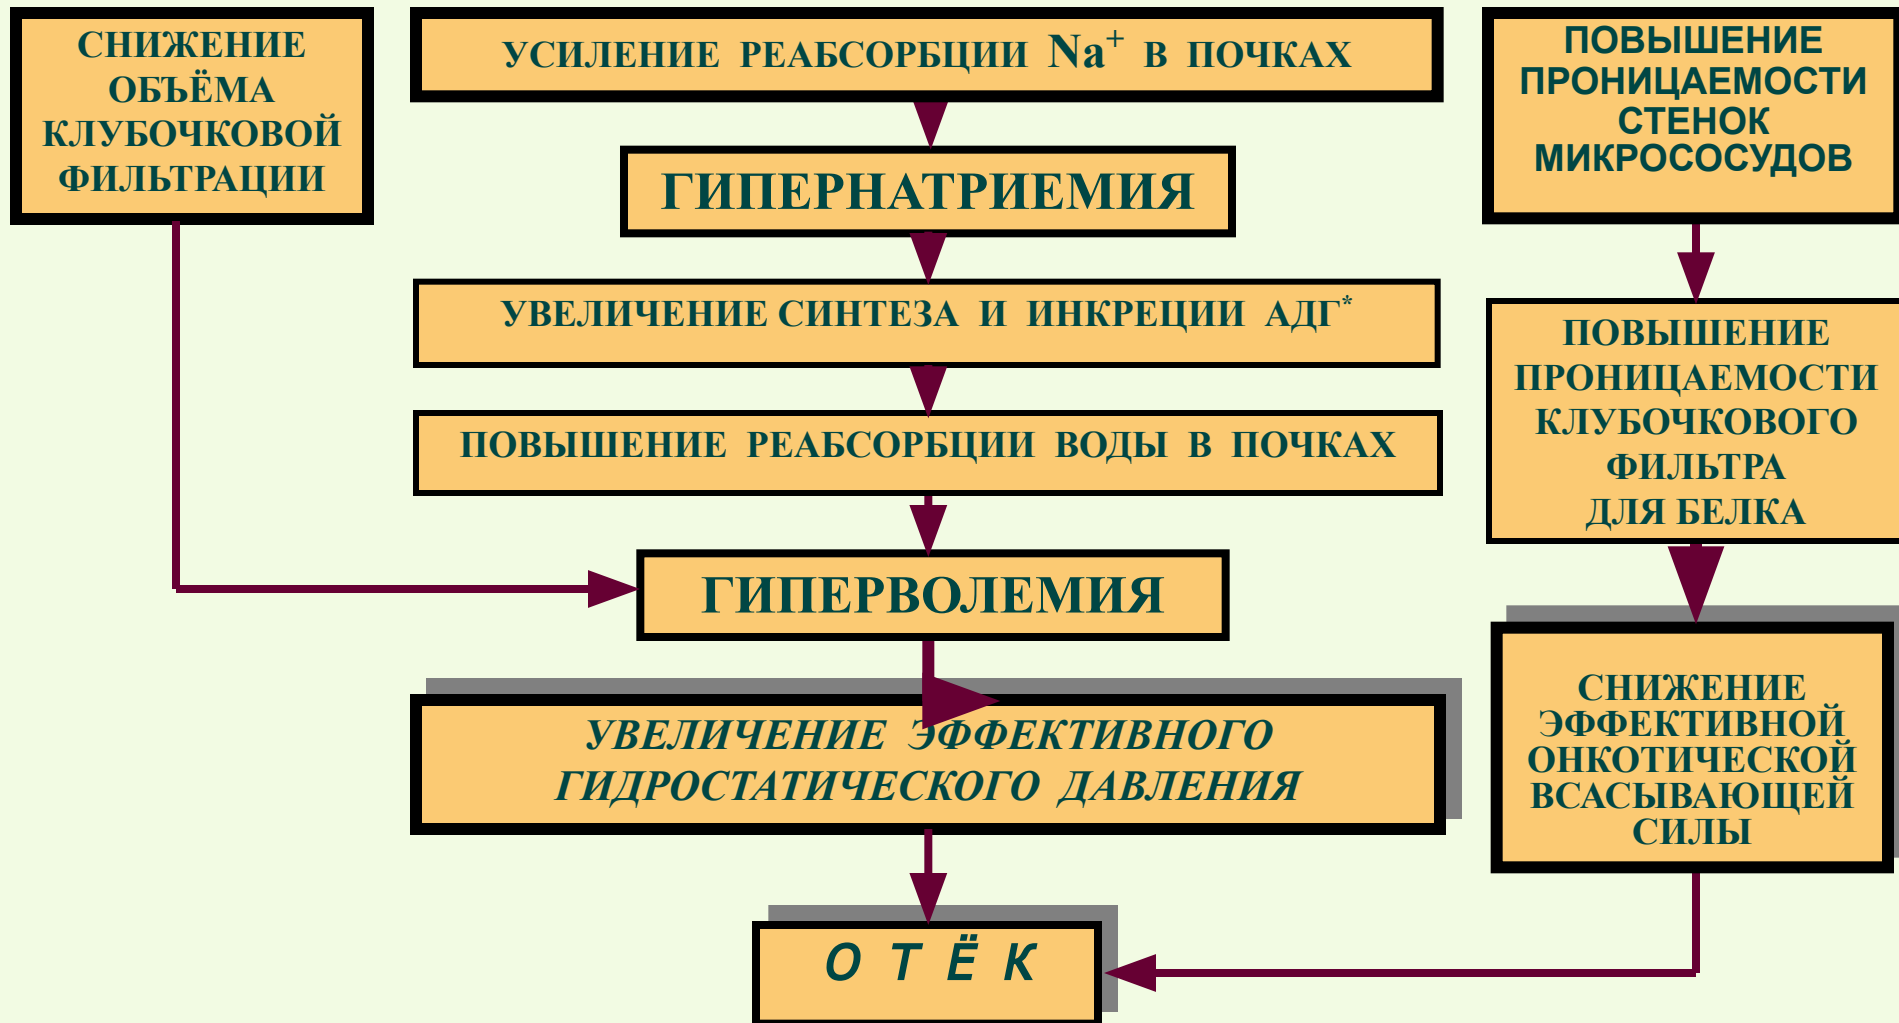 СНИЖЕНИЕ
ОБЪЁМА
КЛУБОЧКОВОЙ
ФИЛЬТРАЦИИ
УСИЛЕНИЕ РЕАБСОРБЦИИ Na⁺ В ПОЧКАХ
ГИПЕРНАТРИЕМИЯ
УВЕЛИЧЕНИЕ СИНТЕЗА И ИНКРЕЦИИ АДГ*
ПОВЫШЕНИЕ РЕАБСОРБЦИИ ВОДЫ В ПОЧКАХ
ГИПЕРВОЛЕМИЯ
УВЕЛИЧЕНИЕ ЭФФЕКТИВНОГО
ГИДРОСТАТИЧЕСКОГО ДАВЛЕНИЯ
ПОВЫШЕНИЕ
ПРОНИЦАЕМОСТИ
СТЕНОК
МИКРОСОСУДОВ
ПОВЫШЕНИЕ
ПРОНИЦАЕМОСТИ
КЛУБОЧКОВОГО
ФИЛЬТРА
ДЛЯ БЕЛКА
СНИЖЕНИЕ
ЭФФЕКТИВНОЙ
ОНКОТИЧЕСКОЙ
ВСАСЫВАЮЩЕЙ
СИЛЫ
О Т Ё К